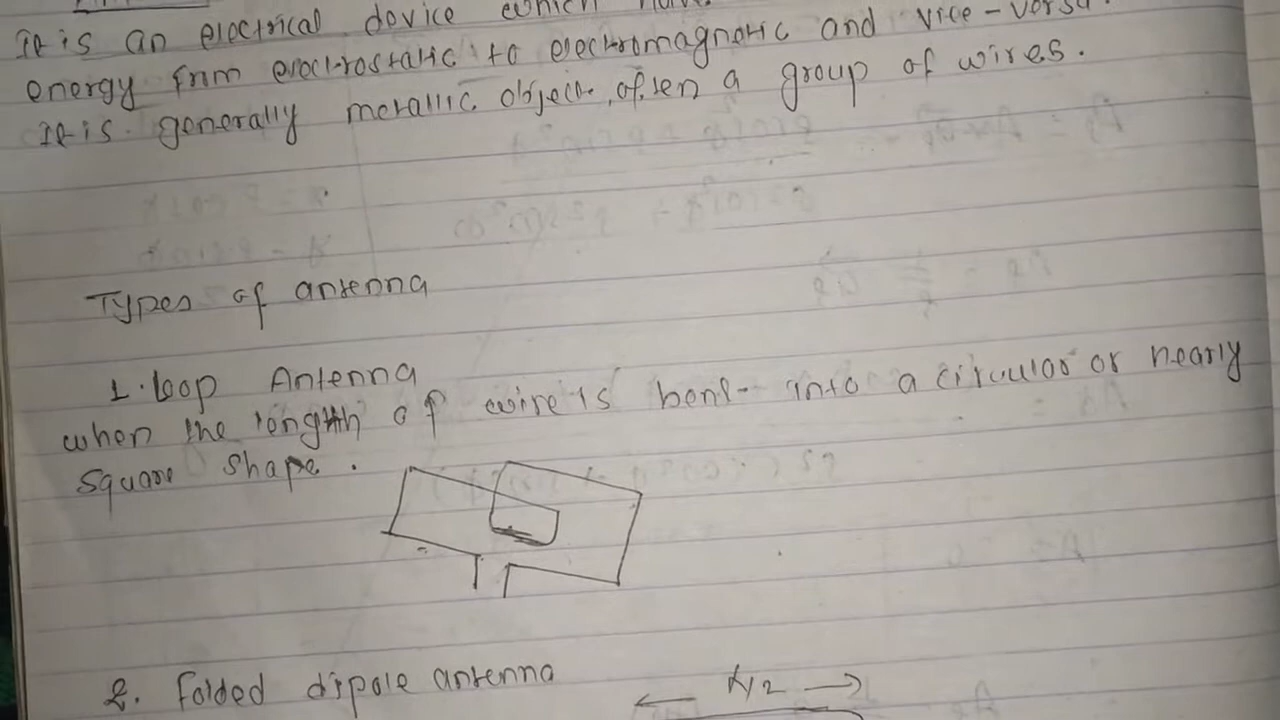 It is an electrical device which
energy from electrostatic to electromagnetic and vice-versa.
It is generally metallic object, often a group of wires.
Types of antenna
1. Loop Antenna
when the length of wire is bent into a circular or nearly
square shape.
2. Folded dipole antenna
λ/2